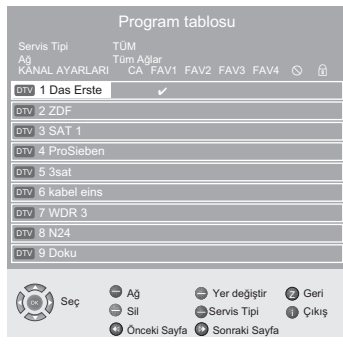 Program tablosu
Servis Tipi TÜM
Ağ Tüm Ağlar
KANAL AYARLARI CA FAV1 FAV2 FAV3 FAV4
DTV 1 Das Erste ✔
DTV 2 ZDF
DTV 3 SAT 1
DTV 4 ProSieben
DTV 5 3sat
DTV 6 kabel eins
DTV 7 WDR 3
DTV 8 N24
DTV 9 Doku
OK Seç Ağ Yer değiştir Z Geri
Sil Servis Tipi i Çıkış
Önceki Sayfa Sonraki Sayfa